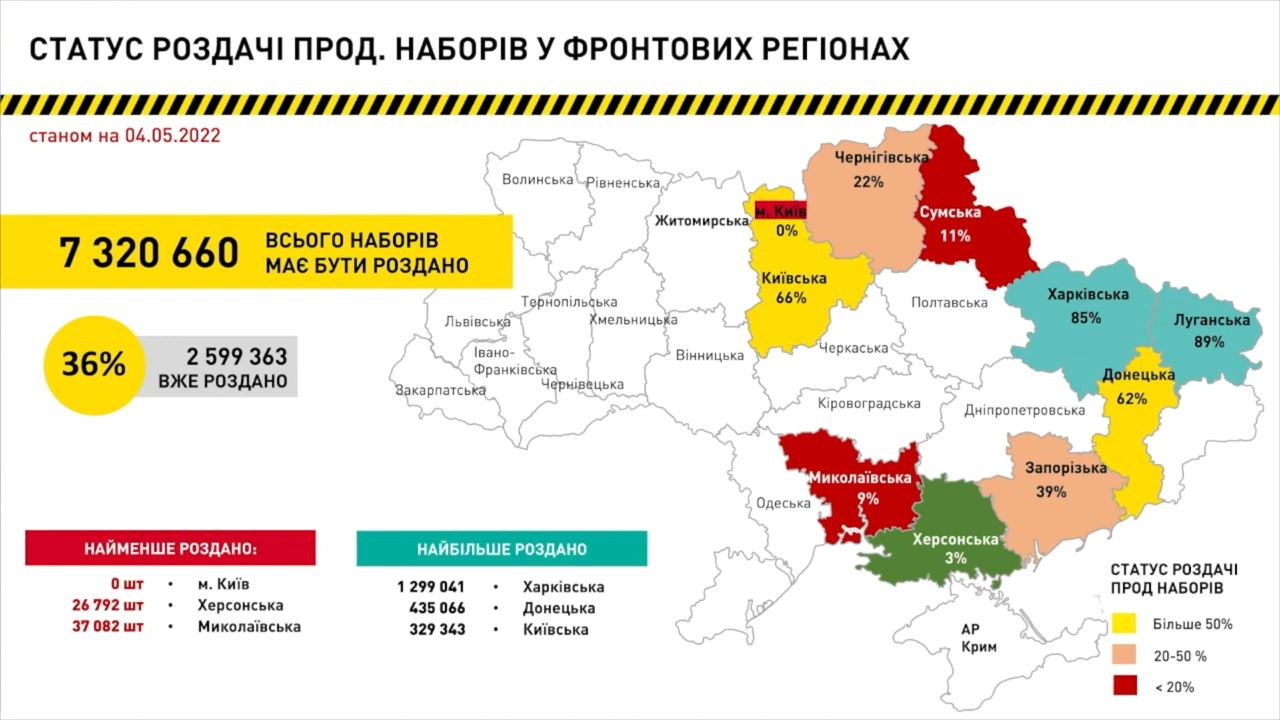 СТАТУС РОЗДАЧІ ПРОД. НАБОРІВ У ФРОНТОВИХ РЕГІОНАХ
станом на 04.05.2022
7 320 660
ВСЬОГО НАБОРІВ
МАЄ БУТИ РОЗДАНО
36%
2 599 363
ВЖЕ РОЗДАНО
Волинська
Рівненська
Житомирська
м. Київ
0%
Київська
66%
Чернігівська
22%
Сумська
11%
Полтавська
Харківська
85%
Луганська
89%
Донецька
62%
Тернопільська
Львівська
Хмельницька
Івано-
Франківська
Закарпатська
Чернівецька
Вінницька
Черкаська
Кіровоградська
Дніпропетровська
Запорізька
39%
Миколаївська
9%
Одеська
Херсонська
3%
АР
Крим
НАЙМЕНШЕ РОЗДАНО:
0 шт • м. Київ
26 792 шт • Херсонська
37 082 шт • Миколаївська
НАЙБІЛЬШЕ РОЗДАНО
1 299 041 • Харківська
435 066 • Донецька
329 343 • Київська
СТАТУС РОЗДАЧІ
ПРОД НАБОРІВ
Більше 50%
20-50 %
< 20%